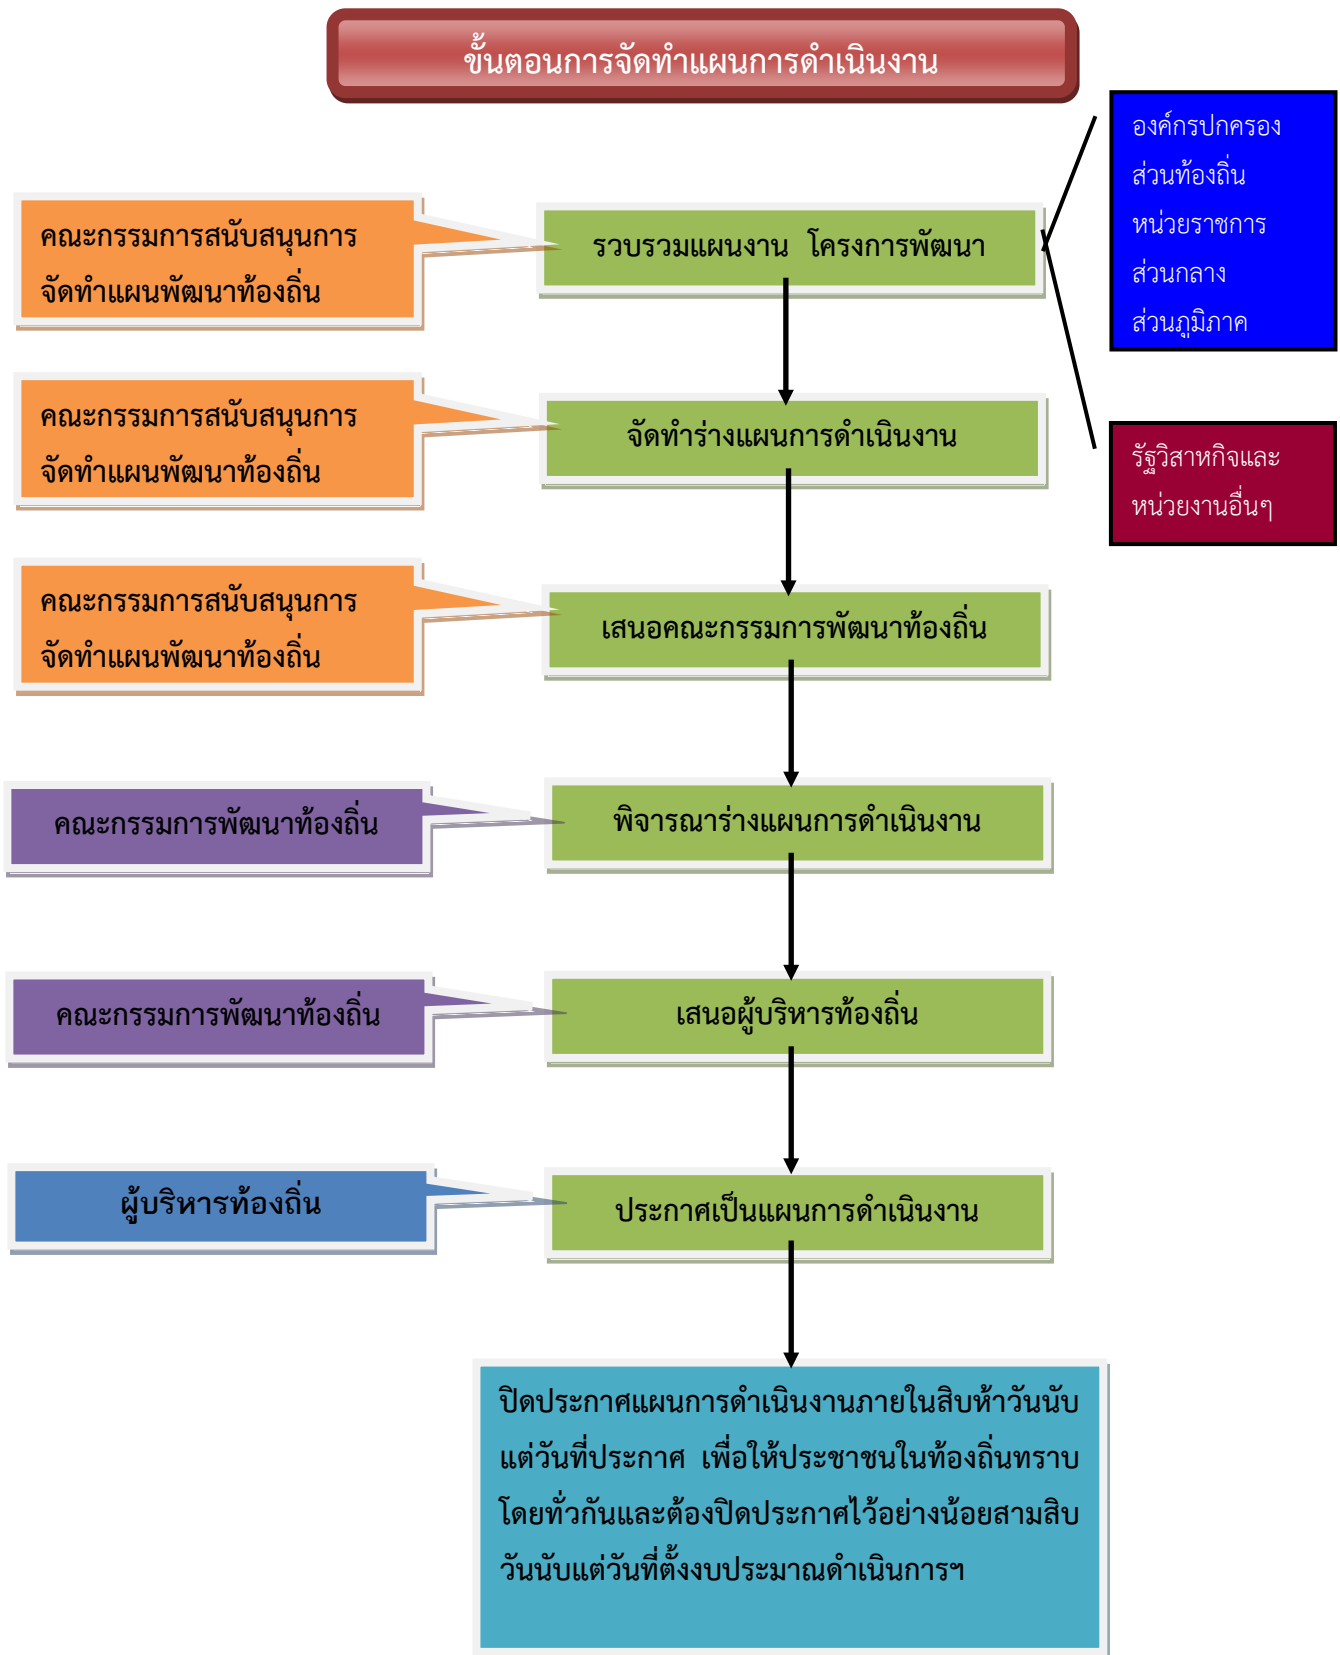 ขั้นตอนการจัดทำแผนการดำเนินงาน
องค์กรปกครอง
ส่วนท้องถิ่น
หน่วยราชการ
ส่วนกลาง
ส่วนภูมิภาค
คณะกรรมการสนับสนุนการ
จัดทำแผนพัฒนาท้องถิ่น
รวบรวมแผนงาน โครงการพัฒนา
คณะกรรมการสนับสนุนการ
จัดทำแผนพัฒนาท้องถิ่น
จัดทำร่างแผนการดำเนินงาน
รัฐวิสาหกิจและ
หน่วยงานอื่นๆ
คณะกรรมการสนับสนุนการ
จัดทำแผนพัฒนาท้องถิ่น
เสนอคณะกรรมการพัฒนาท้องถิ่น
คณะกรรมการพัฒนาท้องถิ่น
พิจารณาร่างแผนการดำเนินงาน
คณะกรรมการพัฒนาท้องถิ่น
เสนอผู้บริหารท้องถิ่น
ผู้บริหารท้องถิ่น
ประกาศเป็นแผนการดำเนินงาน
ปิดประกาศแผนการดำเนินงานภายในสิบห้าวันนับ
แต่วันที่ประกาศ เพื่อให้ประชาชนในท้องถิ่นทราบ
โดยทั่วกันและต้องปิดประกาศไว้อย่างน้อยสามสิบ
วันนับแต่วันที่ตั้งงบประมาณดำเนินการฯ